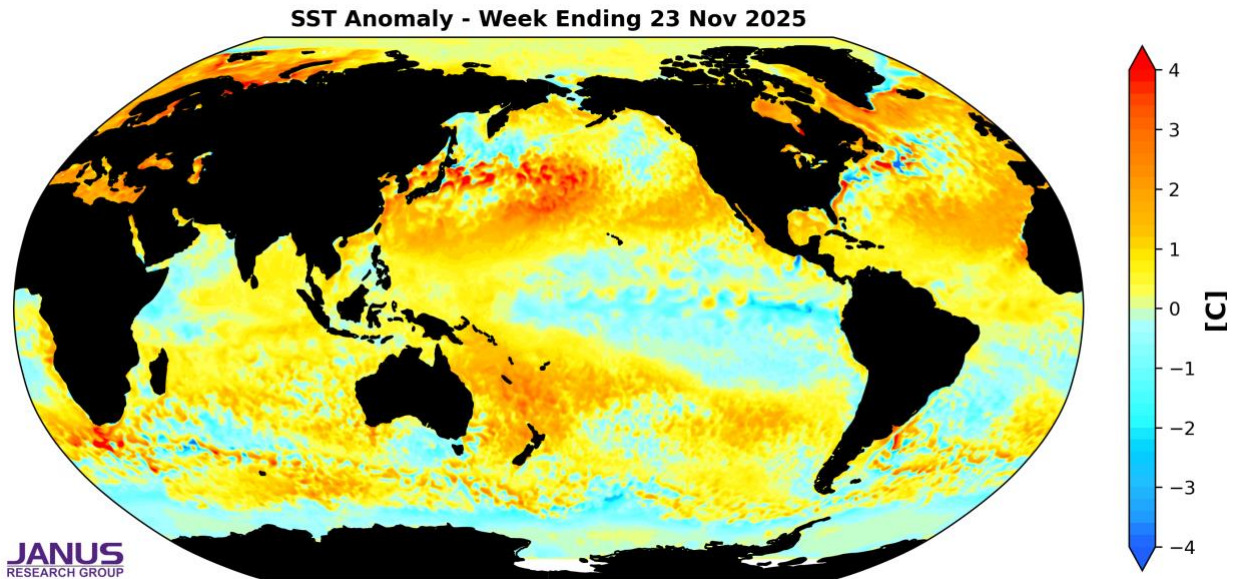 SST Anomaly - Week Ending 23 Nov 2025
4
3
2
1
0
−1
−2
−3
−4
[C]
JANUS
RESEARCH GROUP